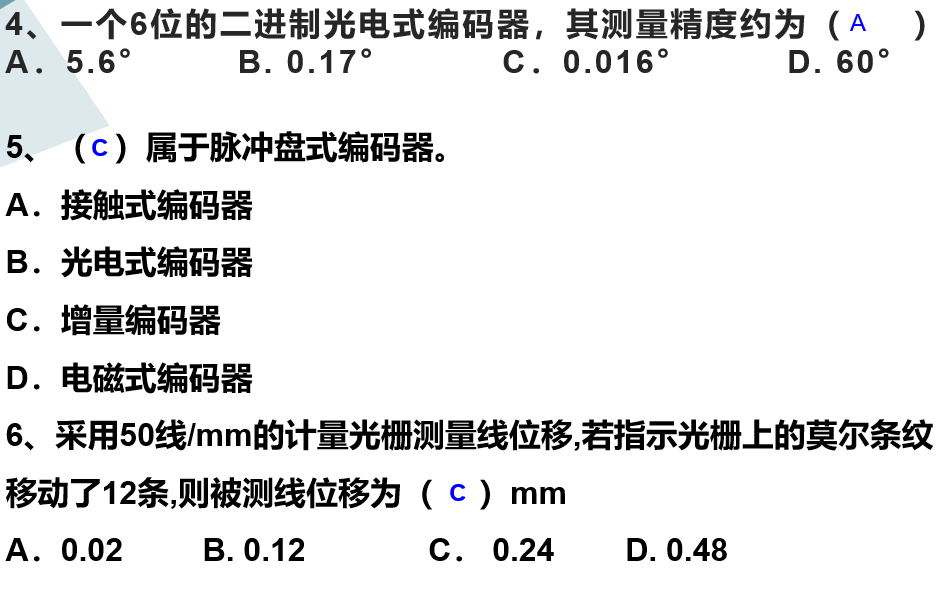 4、一个6位的二进制光电式编码器，其测量精度约为（ A ）
A．5.6° B. 0.17° C．0.016° D. 60°
5、（C）属于脉冲盘式编码器。
A．接触式编码器
B．光电式编码器
C．增量编码器
D．电磁式编码器
6、采用50线/mm的计量光栅测量线位移,若指示光栅上的莫尔条纹
移动了12条,则被测线位移为（ C ）mm
A．0.02 B. 0.12 C． 0.24 D. 0.48